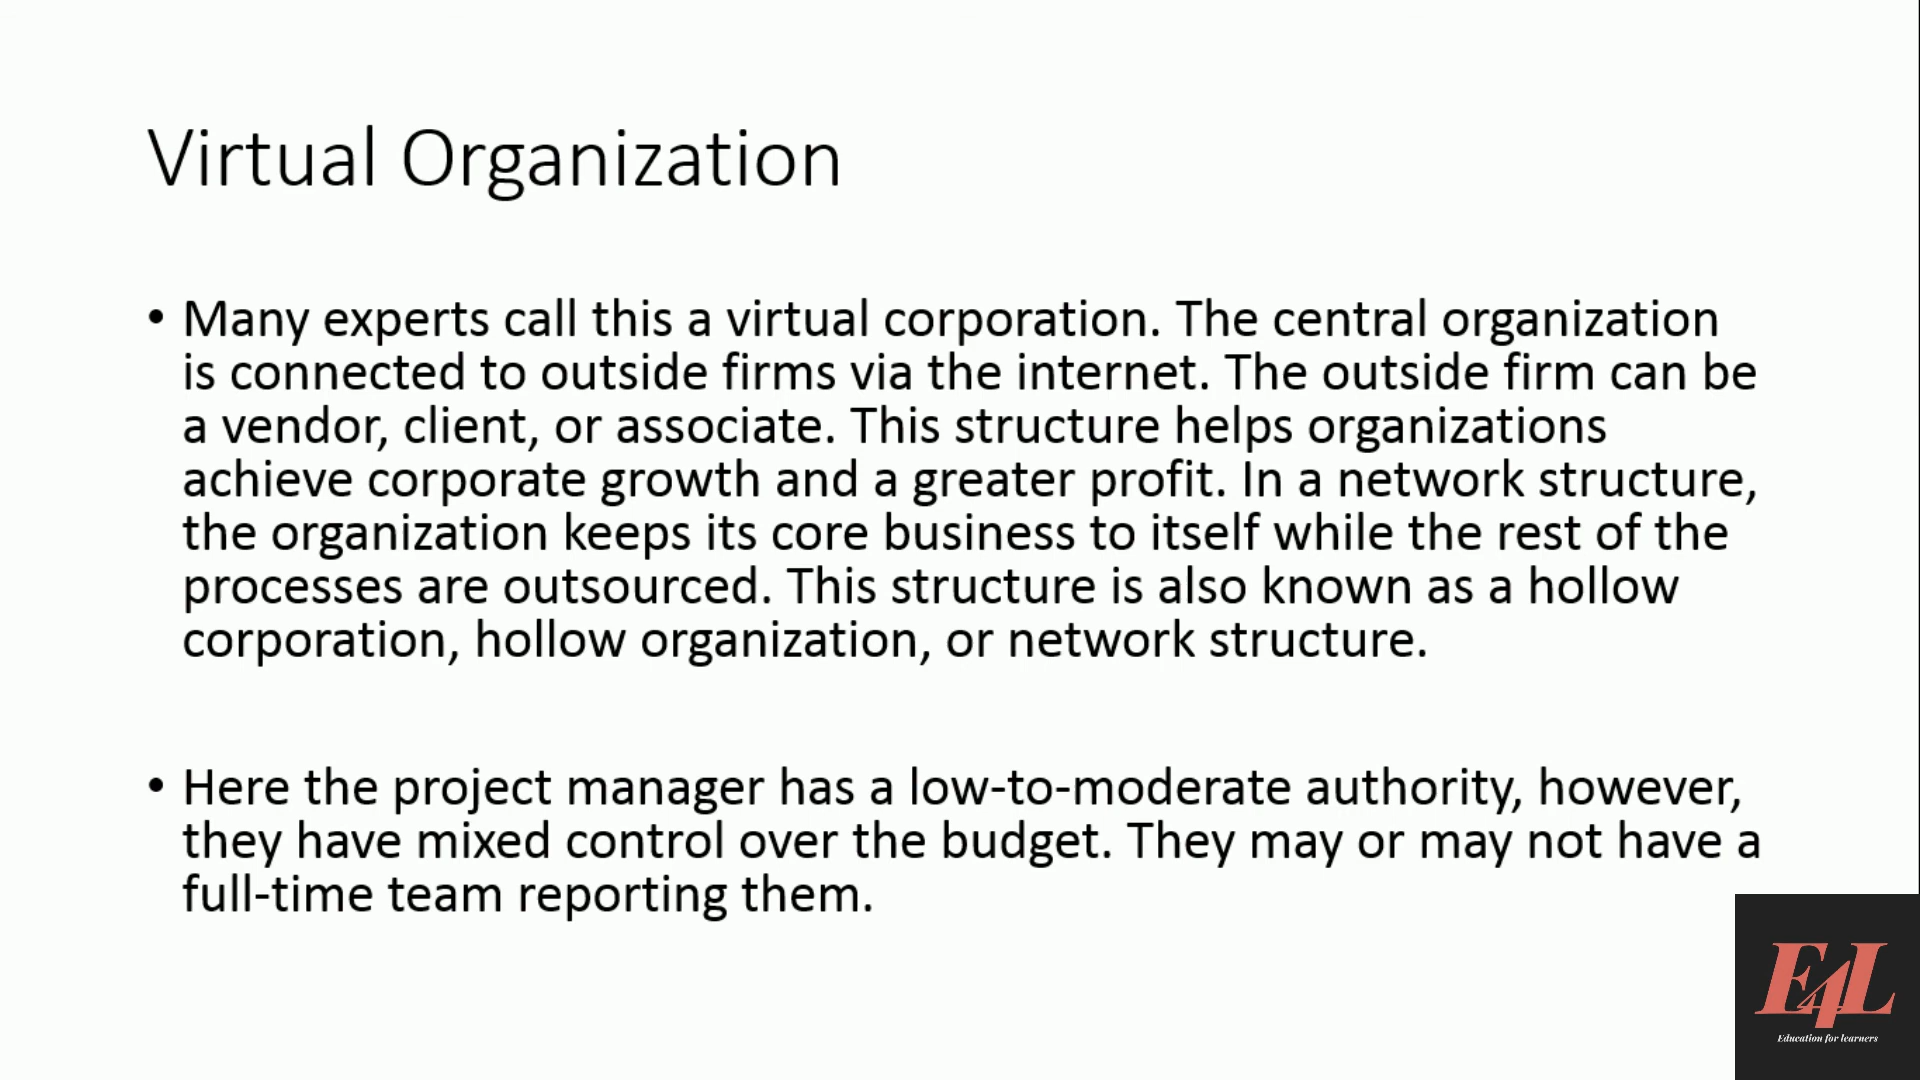 Virtual Organization
• Many experts call this a virtual corporation. The central organization
is connected to outside firms via the internet. The outside firm can be
a vendor, client, or associate. This structure helps organizations
achieve corporate growth and a greater profit. In a network structure,
the organization keeps its core business to itself while the rest of the
processes are outsourced. This structure is also known as a hollow
corporation, hollow organization, or network structure.
• Here the project manager has a low-to-moderate authority, however,
they have mixed control over the budget. They may or may not have a
full-time team reporting them.
E4L
Education for learners